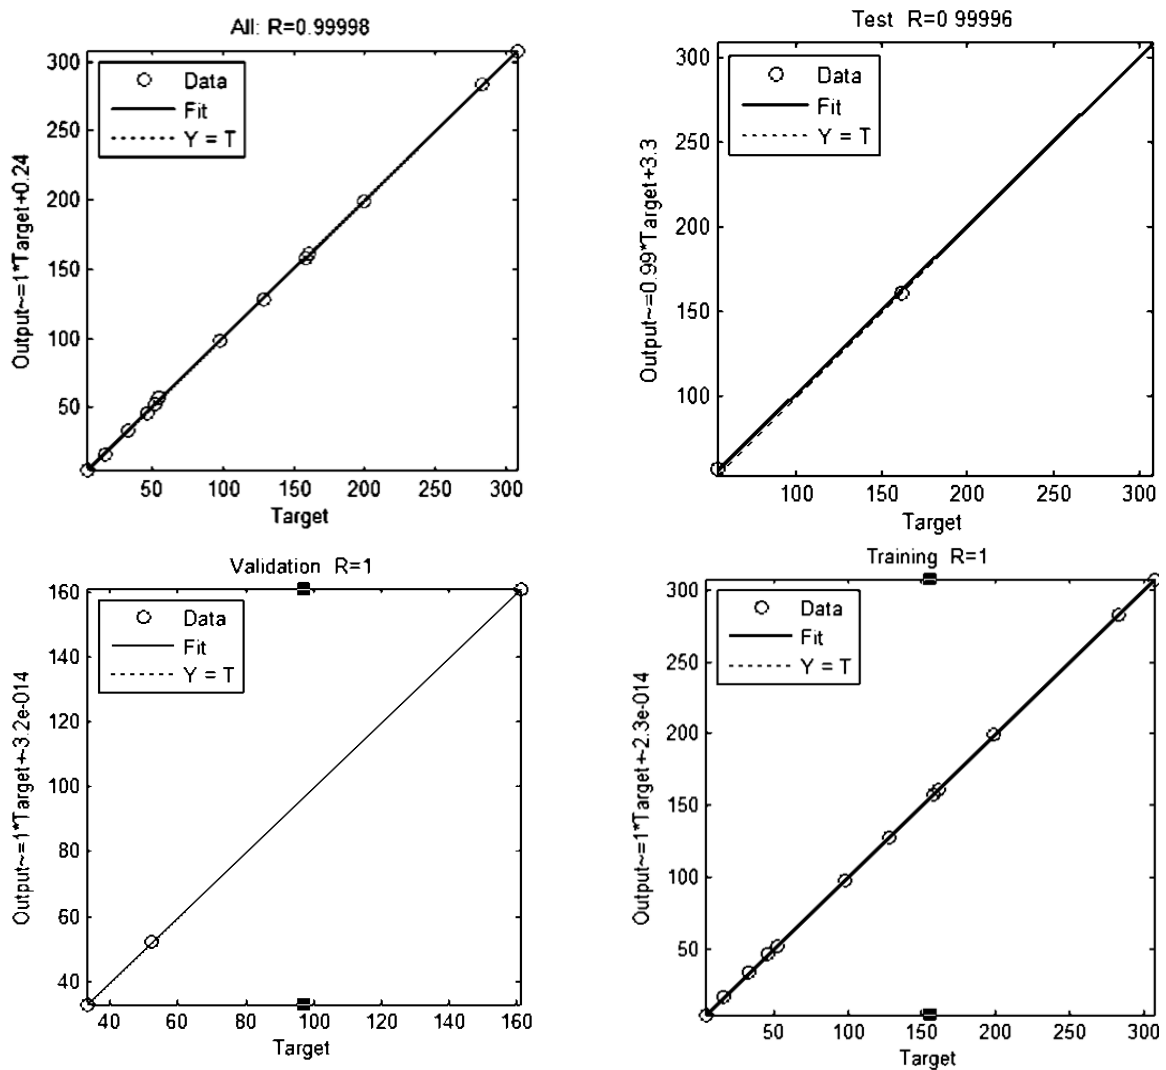 All: R=0.99998
Data
Fit
Y = T
Output~=1*Target+0.24
300
250
200
150
100
50
50
100
150
200
250
300
Target
Test R=0 99996
Data
Fit
Y = T
Output~=0.99*Target+3.3
300
250
200
150
100
100
150
200
250
300
Target
Validation R=1
Data
Fit
Y = T
Output~=1*Target+-3.2e-014
160
140
120
100
80
60
40
40
60
80
100
120
140
160
Target
Training R=1
Data
Fit
Y = T
Output~=1*Target+-2.3e-014
300
250
200
150
100
50
50
100
150
200
250
300
Target